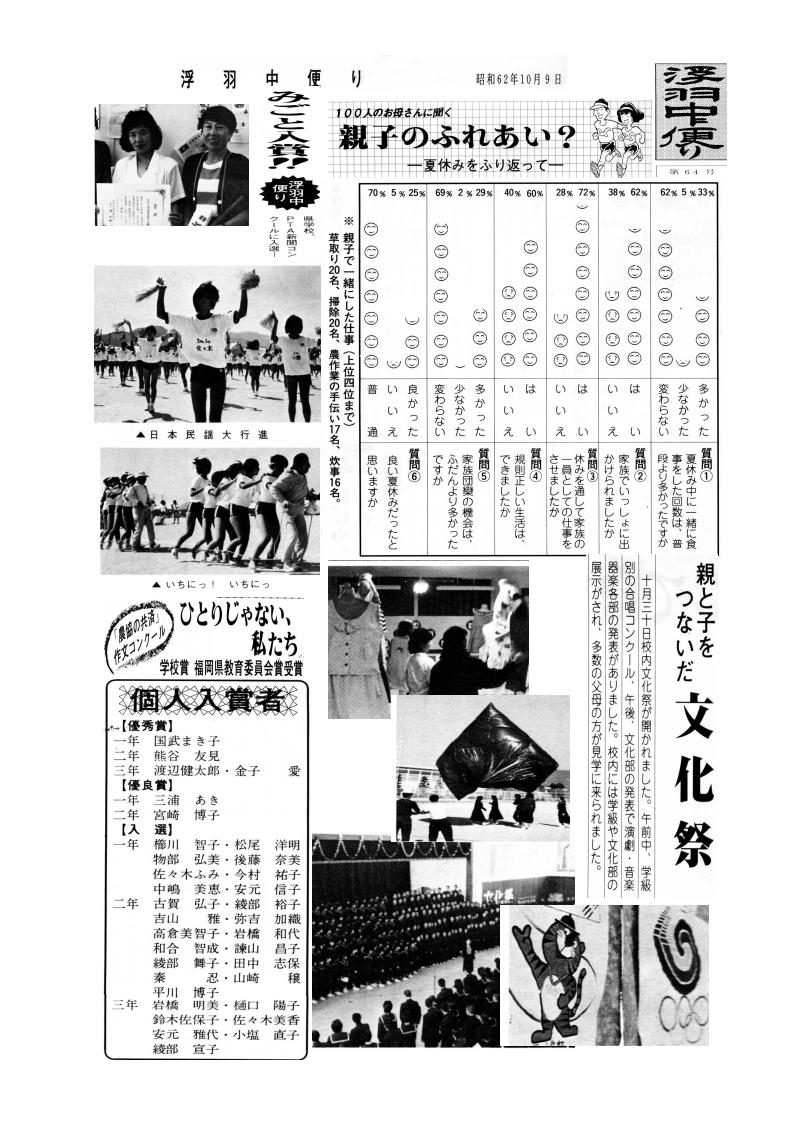 浮羽中便り
昭和62年10月9日
浮羽中便り
第64号
100人のお母さんに聞く
親子のふれあい?
―夏休みをふり返って―
みごと入賞!!
浮羽中便り
県学校、
PTA新聞コン
クールに入選―
質問①
夏休み中に一緒に食
事をした回数は、普
段より多かったですか
多かった 33%
少なかった 5%
変わらない 62%
質問②
家族でいっしょに出
かけられましたか
はい 62%
いいえ 38%
質問③
休みを通して家族の
一員としての仕事を
させましたか
はい 72%
いいえ 28%
質問④
規則正しい生活は、
できましたか
はい 60%
いいえ 40%
質問⑤
家族団欒の機会は、
ふだんより多かった
ですか
多かった 29%
少なかった 2%
変わらない 69%
質問⑥
良い夏休みだったと
思いますか
良かった 25%
いいえ 5%
普通 70%
※ 親子で一緒にした仕事(上位四位まで)
草取り20名、掃除20名、農作業の手伝い17名、炊事16名。
▲日本民謡大行進
▲いちにっ! いちにっ
親と子を
つないだ
文化祭
十月三十日校内文化祭が開かれました。午前中、学級
別の合唱コンクール、午後、文化部の発表で演劇・音楽
器楽各部の発表がありました。校内には学級や文化部の
展示がされ、多数の父母の方が見学に来られました。
「農協の共済」
作文コンクール
ひとりじゃない、
私たち
学校賞 福岡県教育委員会賞受賞
個人入賞者
【優秀賞】
一年 国武まき子
二年 熊谷 友見
三年 渡辺健太郎・金子 愛
【優良賞】
一年 三浦 あき
二年 宮崎 博子
【入 選】
一年 櫛川 智子・松尾 洋明
物部 弘美・後藤 奈美
佐々木ふみ・今村 祐子
中嶋 美恵・安元 信子
二年 古賀 弘子・綾部 裕子
吉山 雅・弥吉 加織
高倉美智子・岩橋 和代
和合 智成・諫山 昌子
綾部 舞子・田中 志保
秦 忍・山崎 穣
平川 博子
三年 岩橋 明美・樋口 陽子
鈴木佐保子・佐々木美香
安元 雅代・小塩 直子
綾部 宣子
文化祭